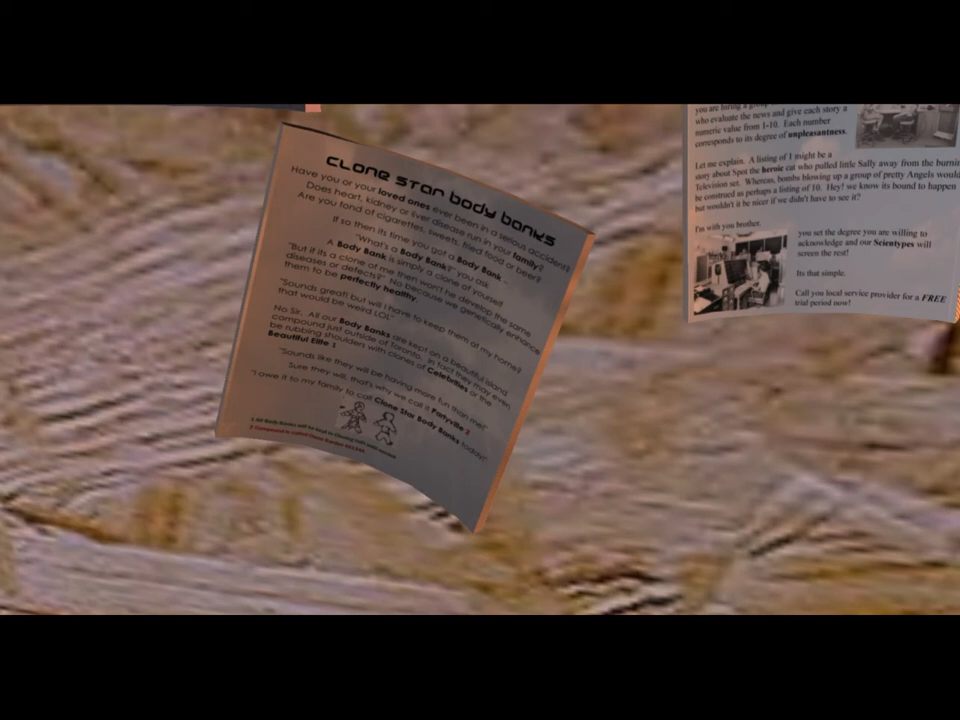 CLONE STAR BODY BANKS
Have you or your loved ones ever been in a serious accident?
Does heart, kidney or liver disease run in your family?
Are you fond of cigarettes, sweets, fried food or beer?
If so then its time you got a Body Bank -
"What's a Body Bank?" you ask
A Body Bank is simply a clone of yourself
"But if its a clone of me then won't he develop the same
diseases or defects?" No because we genetically enhance
them to be perfectly healthy.
"Sounds great! but will I have to keep them at my home?
that would be weird LOL"
No Sir. All our Body Banks are kept on a beautiful island
compound just outside of Toronto. In fact they may even
be rubbing shoulders with clones of Celebrities or the
Beautiful Elite 1
"Sounds like they will be having more fun than me!"
Sure they will, that's why we call it Partyville 2
"I owe it to my family to call Clone Star Body Banks today!"
you are hiring a
who evaluate the news and give each story a
numeric value from 1-10. Each number
corresponds to its degree of unpleasantness.
Let me explain. A listing of 1 might be a
story about Spot the heroic cat who pulled little Sally away from the burnin
Television set. Whereas, bombs blowing up a group of pretty Angels would
be construed as perhaps a listing of 10. Hey! we know its bound to happen
but wouldn't it be nicer if we didn't have to see it?
I'm with you brother.
you set the degree you are willing to
acknowledge and our Scientypes will
screen the rest!
Its that simple.
Call you local service provider for a FREE
trial period now!